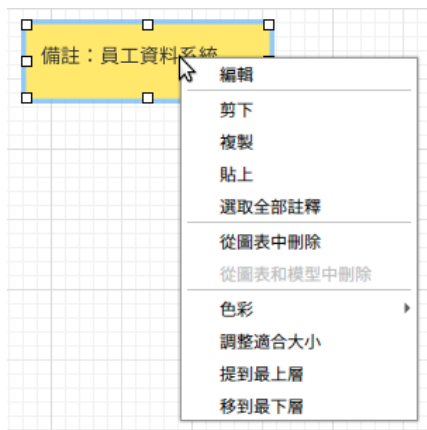 備註：員工資料系統
編輯
剪下
複製
貼上
選取全部註釋
從圖表中刪除
從圖表和模型中刪除
色彩
調整適合大小
提到最上層
移到最下層